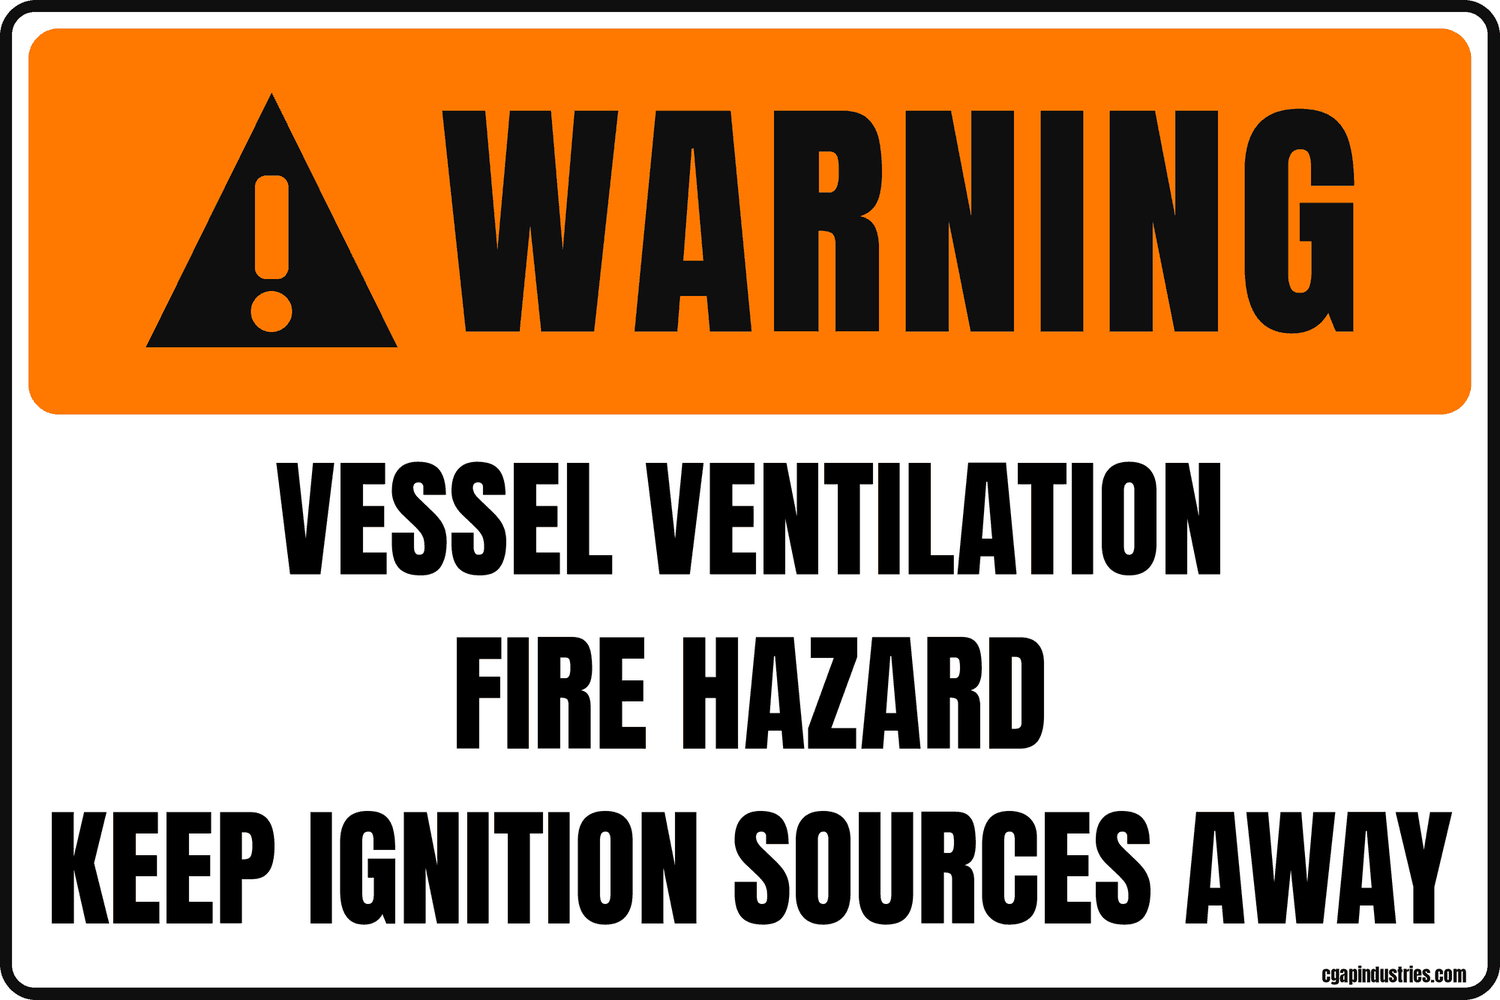 WARNING
VESSEL VENTILATION
FIRE HAZARD
KEEP IGNITION SOURCES AWAY
cgapindustries.com